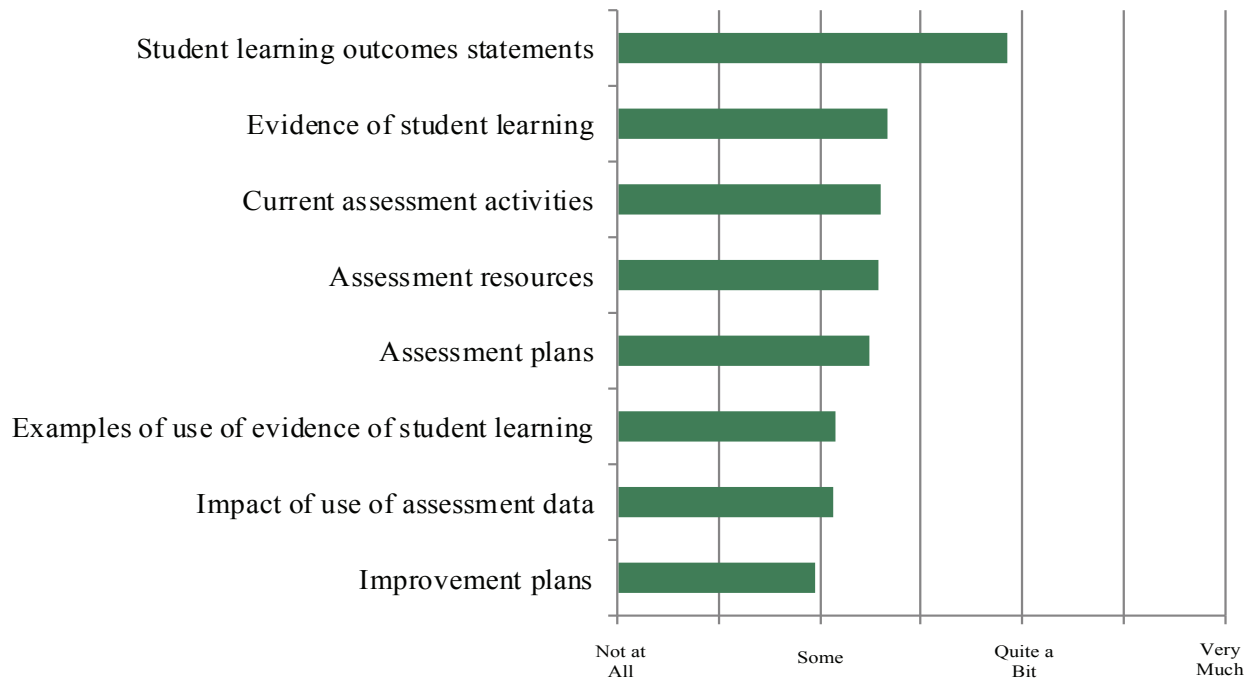 Student learning outcomes statements
Evidence of student learning
Current assessment activities
Assessment resources
Assessment plans
Examples of use of evidence of student learning
Impact of use of assessment data
Improvement plans
Not at
All
Some
Quite a
Bit
Very
Much